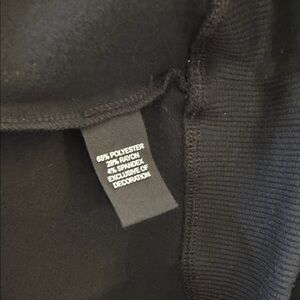 68% POLYESTER
28% RAYON
4% SPANDEX
EXCLUSIVE OF
DECORATION